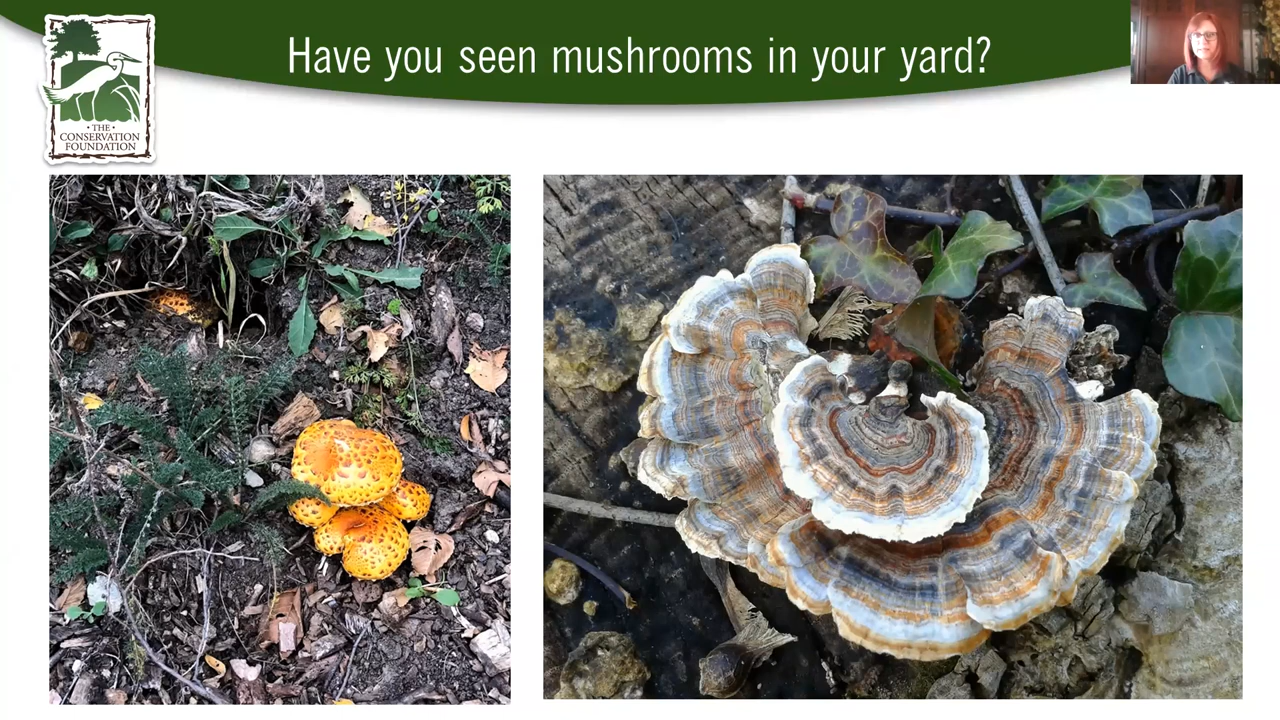 Have you seen mushrooms in your yard?
• THE •
CONSERVATION
FOUNDATION